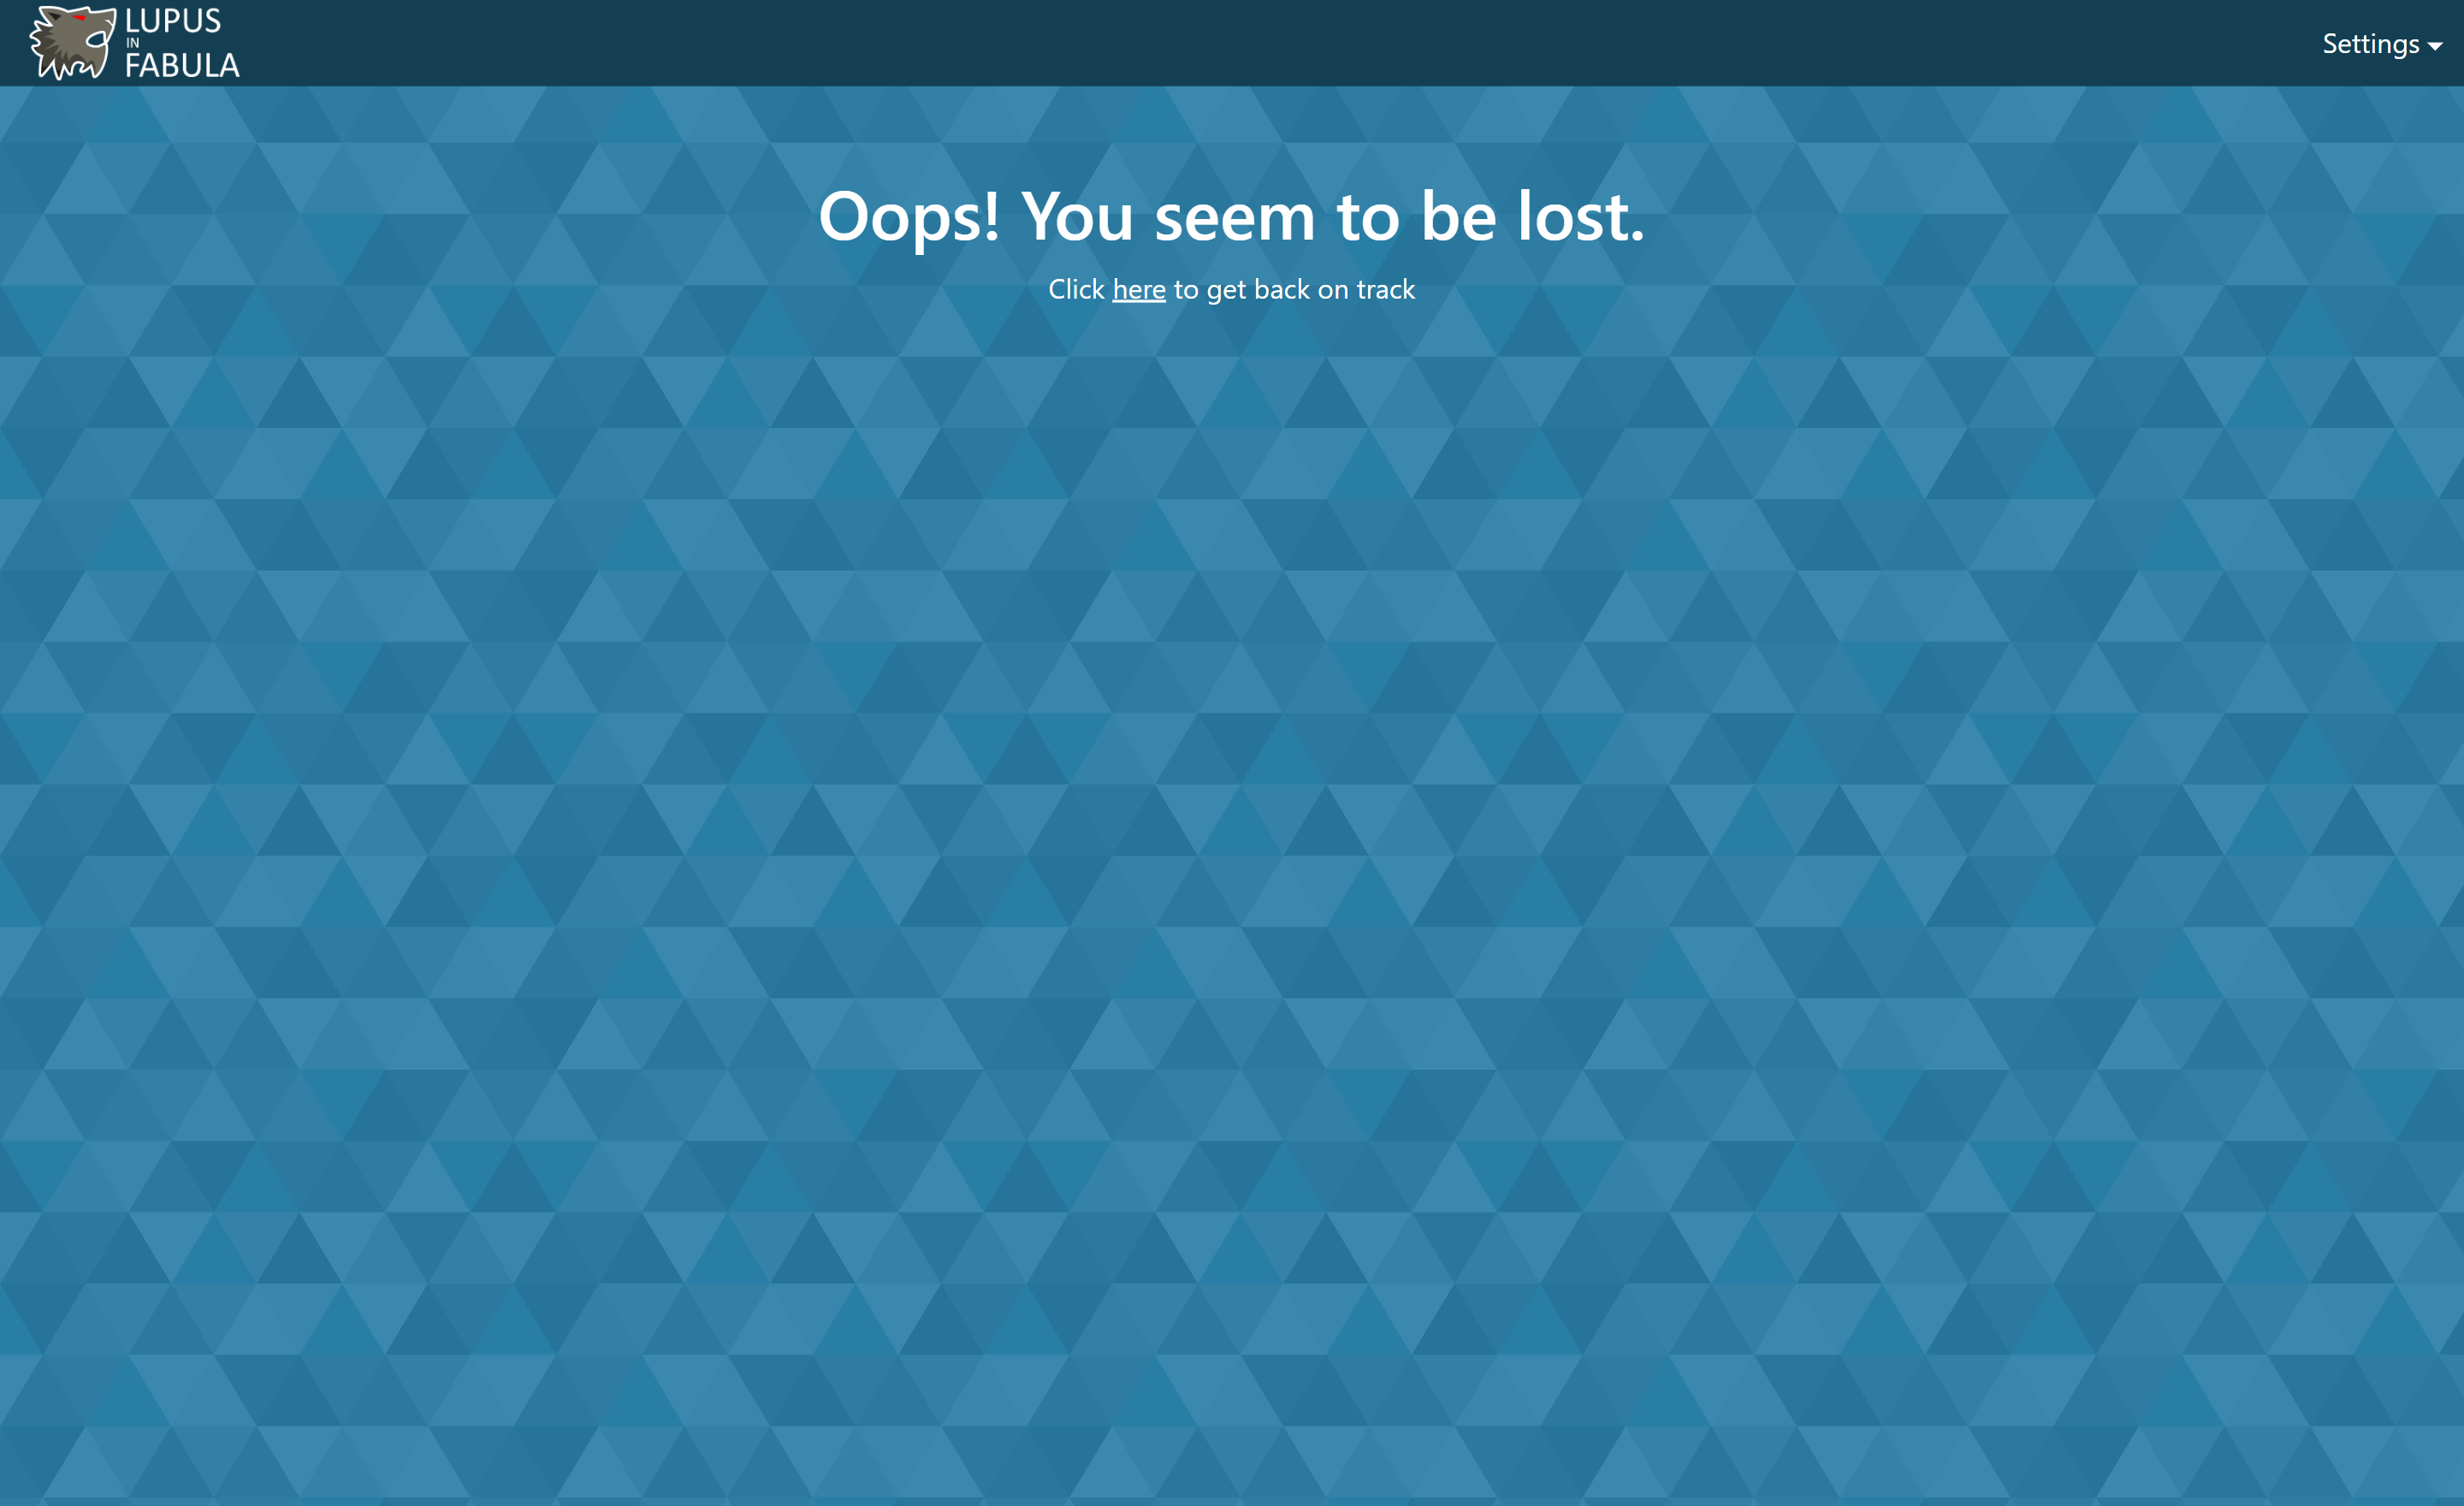 LUPUS
IN
FABULA
Settings
Oops! You seem to be lost.
Click here to get back on track